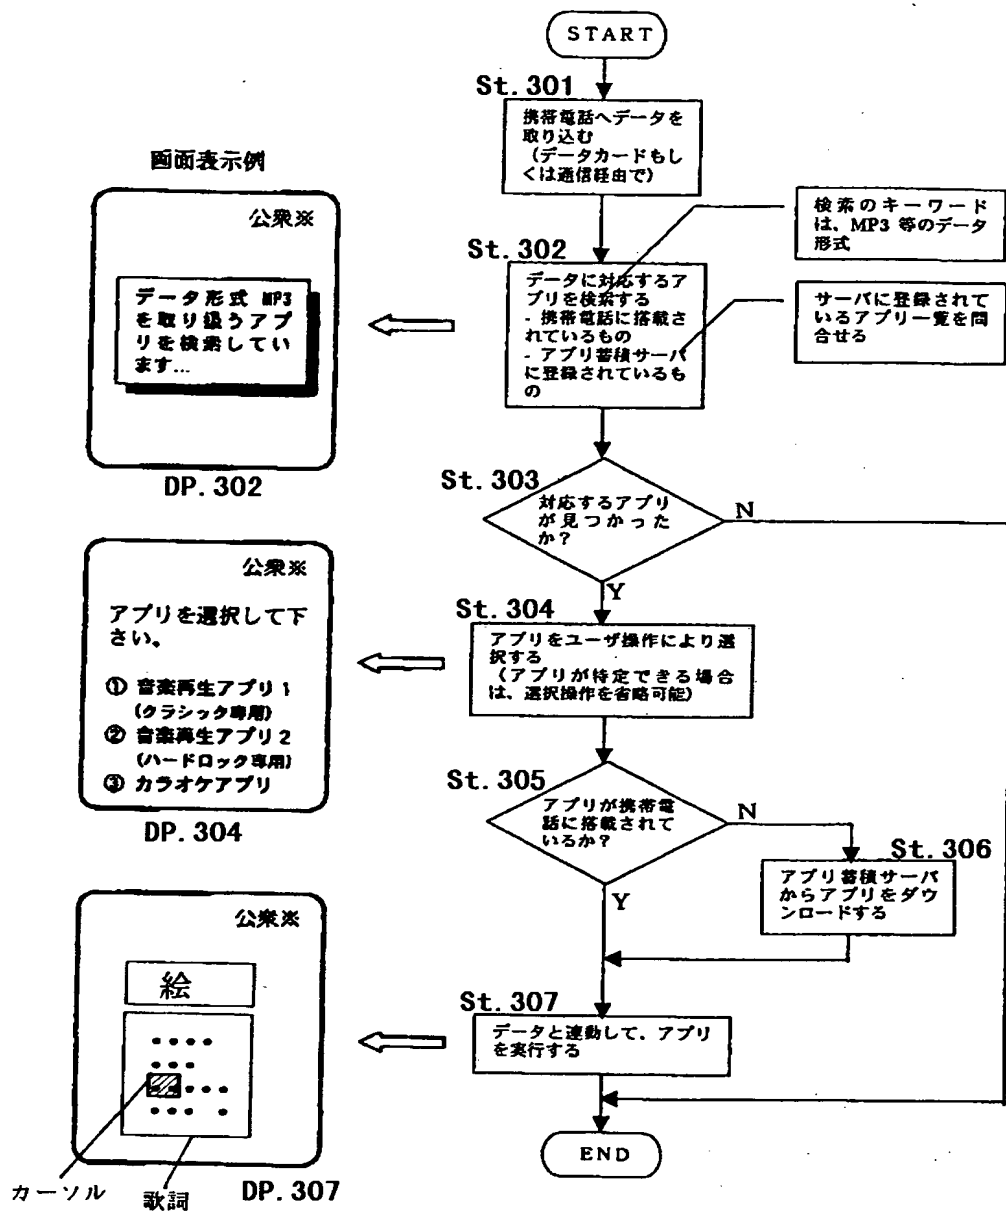 START
St. 301
携帯電話へデータを
取り込む
(データカードもし
くは通信経由で)
画面表示例
公衆※
データ形式 MP3
を取り扱うアプ
リを検索してい
ます...
DP. 302
St. 302
データに対応するア
プリを検索する
- 携帯電話に搭載さ
れているもの
- アプリ蓄積サーバ
に登録されているも
の
検索のキーワード
は、MP3 等のデータ
形式
サーバに登録されて
いるアプリ一覧を問
合せる
St. 303
対応するアプリ
が見つかった
か?
N
Y
公衆※
アプリを選択して下
さい。
① 音楽再生アプリ1
(クラシック専用)
② 音楽再生アプリ2
(ハードロック専用)
③ カラオケアプリ
DP. 304
St. 304
アプリをユーザ操作により選
択する
(アプリが特定できる場合
は、選択操作を省略可能)
St. 305
アプリが携帯電
話に搭載されて
いるか?
N
Y
St. 306
アプリ蓄積サーバ
からアプリをダウ
ンロードする
公衆※
絵
カーソル
歌詞
DP. 307
St. 307
データと連動して、アプリ
を実行する
END